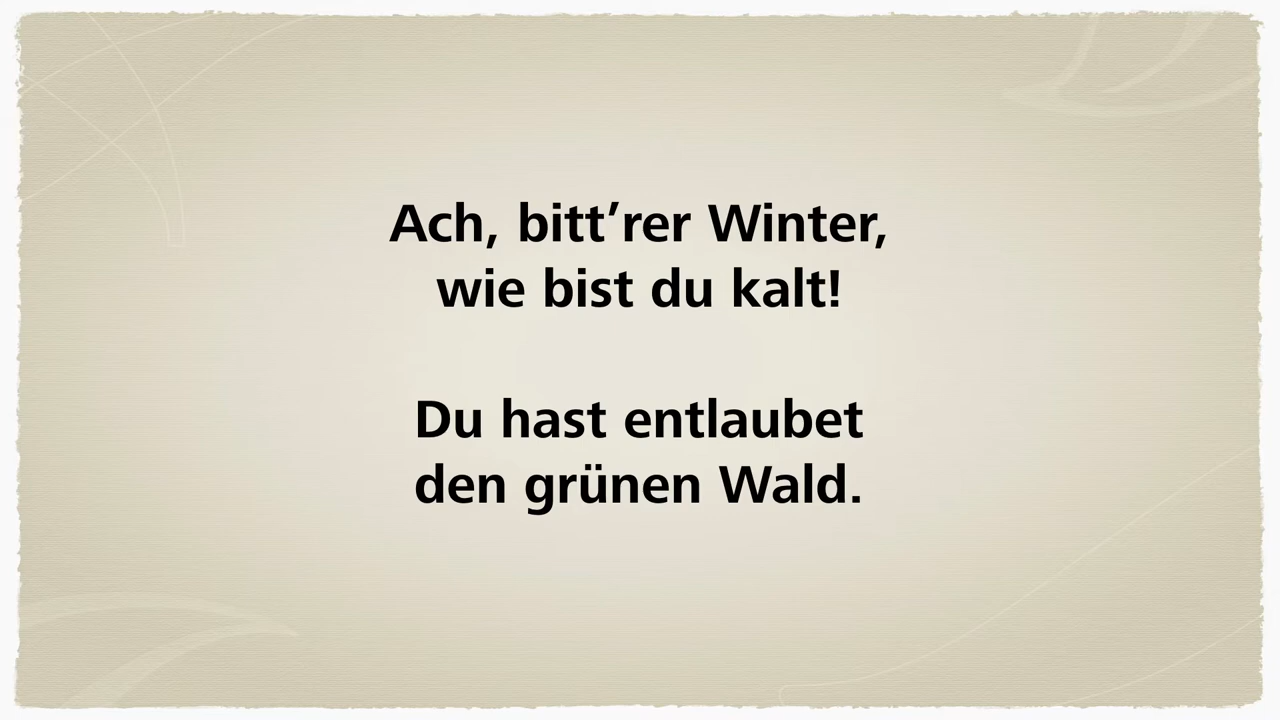 Ach, bitt’rer Winter,
wie bist du kalt!
Du hast entlaubet
den grünen Wald.